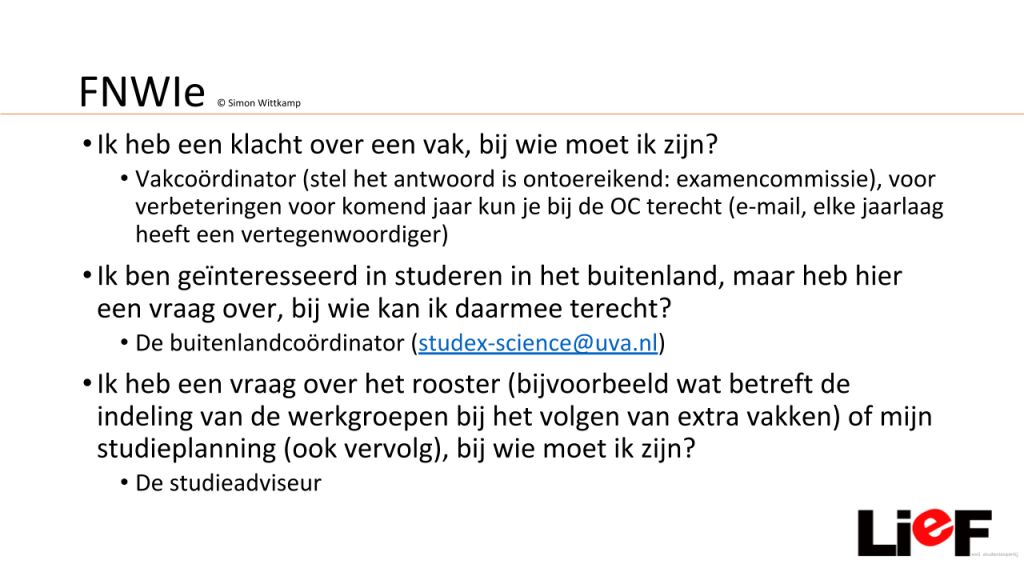 FNWIe © Simon Wittkamp
• Ik heb een klacht over een vak, bij wie moet ik zijn?
• Vakcoördinator (stel het antwoord is ontoereikend: examencommissie), voor
verbeteringen voor komend jaar kun je bij de OC terecht (e-mail, elke jaarlaag
heeft een vertegenwoordiger)
• Ik ben geïnteresseerd in studeren in het buitenland, maar heb hier
een vraag over, bij wie kan ik daarmee terecht?
• De buitenlandcoördinator (studex-science@uva.nl)
• Ik heb een vraag over het rooster (bijvoorbeeld wat betreft de
indeling van de werkgroepen bij het volgen van extra vakken) of mijn
studieplanning (ook vervolg), bij wie moet ik zijn?
• De studieadviseur
LieF